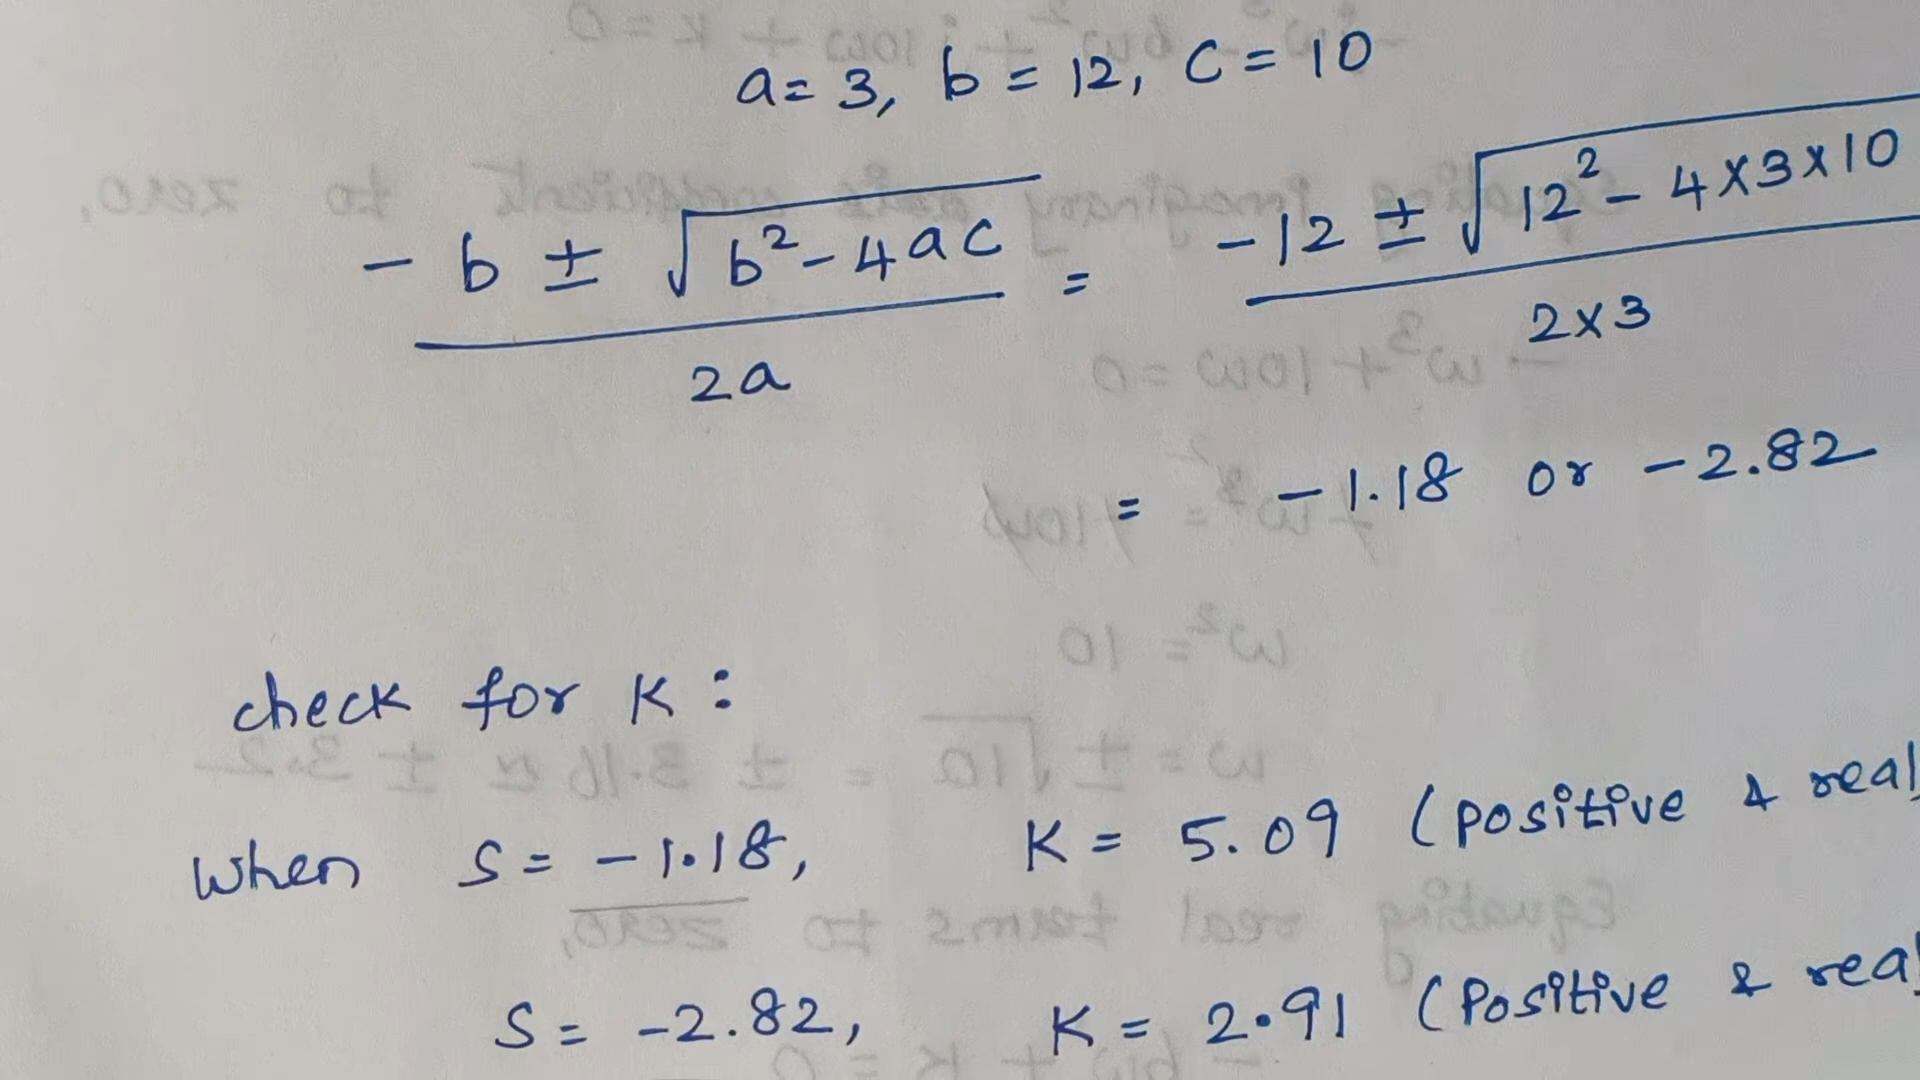 a = 3, b = 12, c = 10
- b ± √b² - 4ac / 2a = -12 ± √12² - 4×3×10 / 2×3
= -1.18 or -2.82
check for K :
When s = -1.18, K = 5.09 (positive & real
s = -2.82, K = 2.91 (positive & real